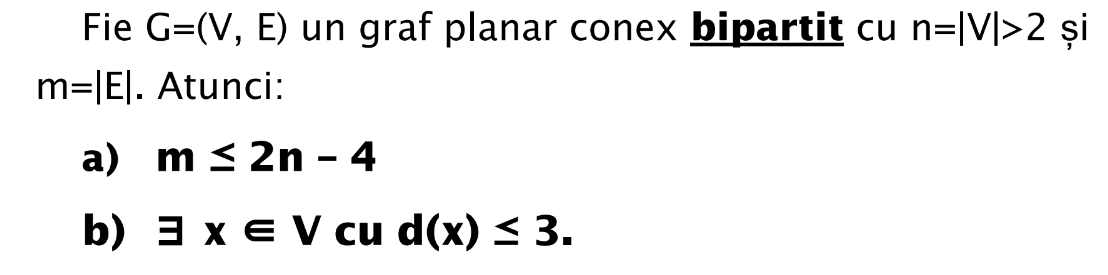 Fie G=(V, E) un graf planar conex bipartit cu n=|V|>2 și
m=|E|. Atunci:
a) m ≤ 2n – 4
b) ∃ x ∈ V cu d(x) ≤ 3.